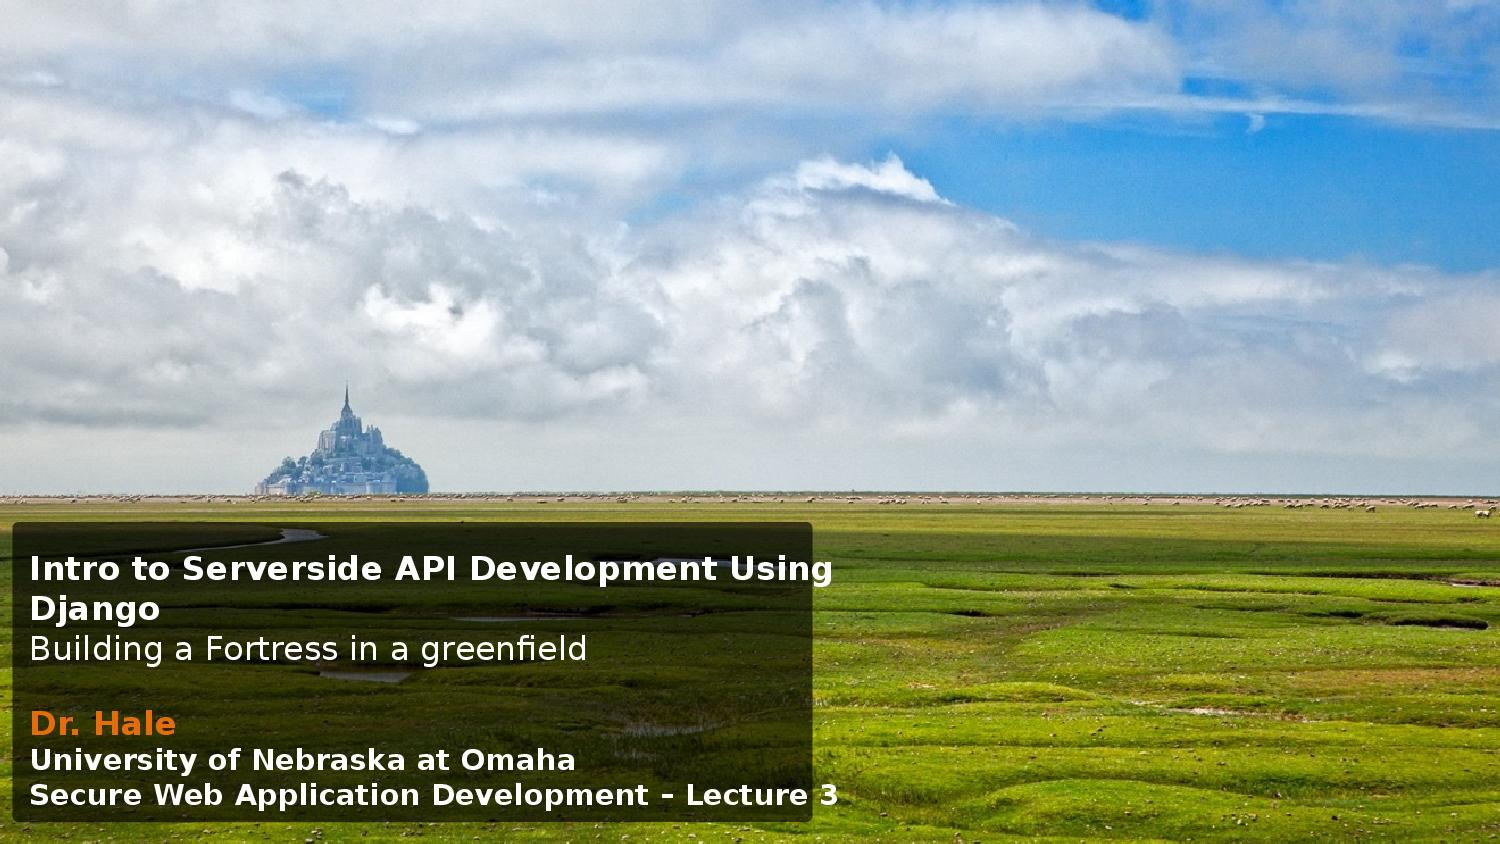 Intro to Serverside API Development Using
Django
Building a Fortress in a greenfield
Dr. Hale
University of Nebraska at Omaha
Secure Web Application Development – Lecture 3